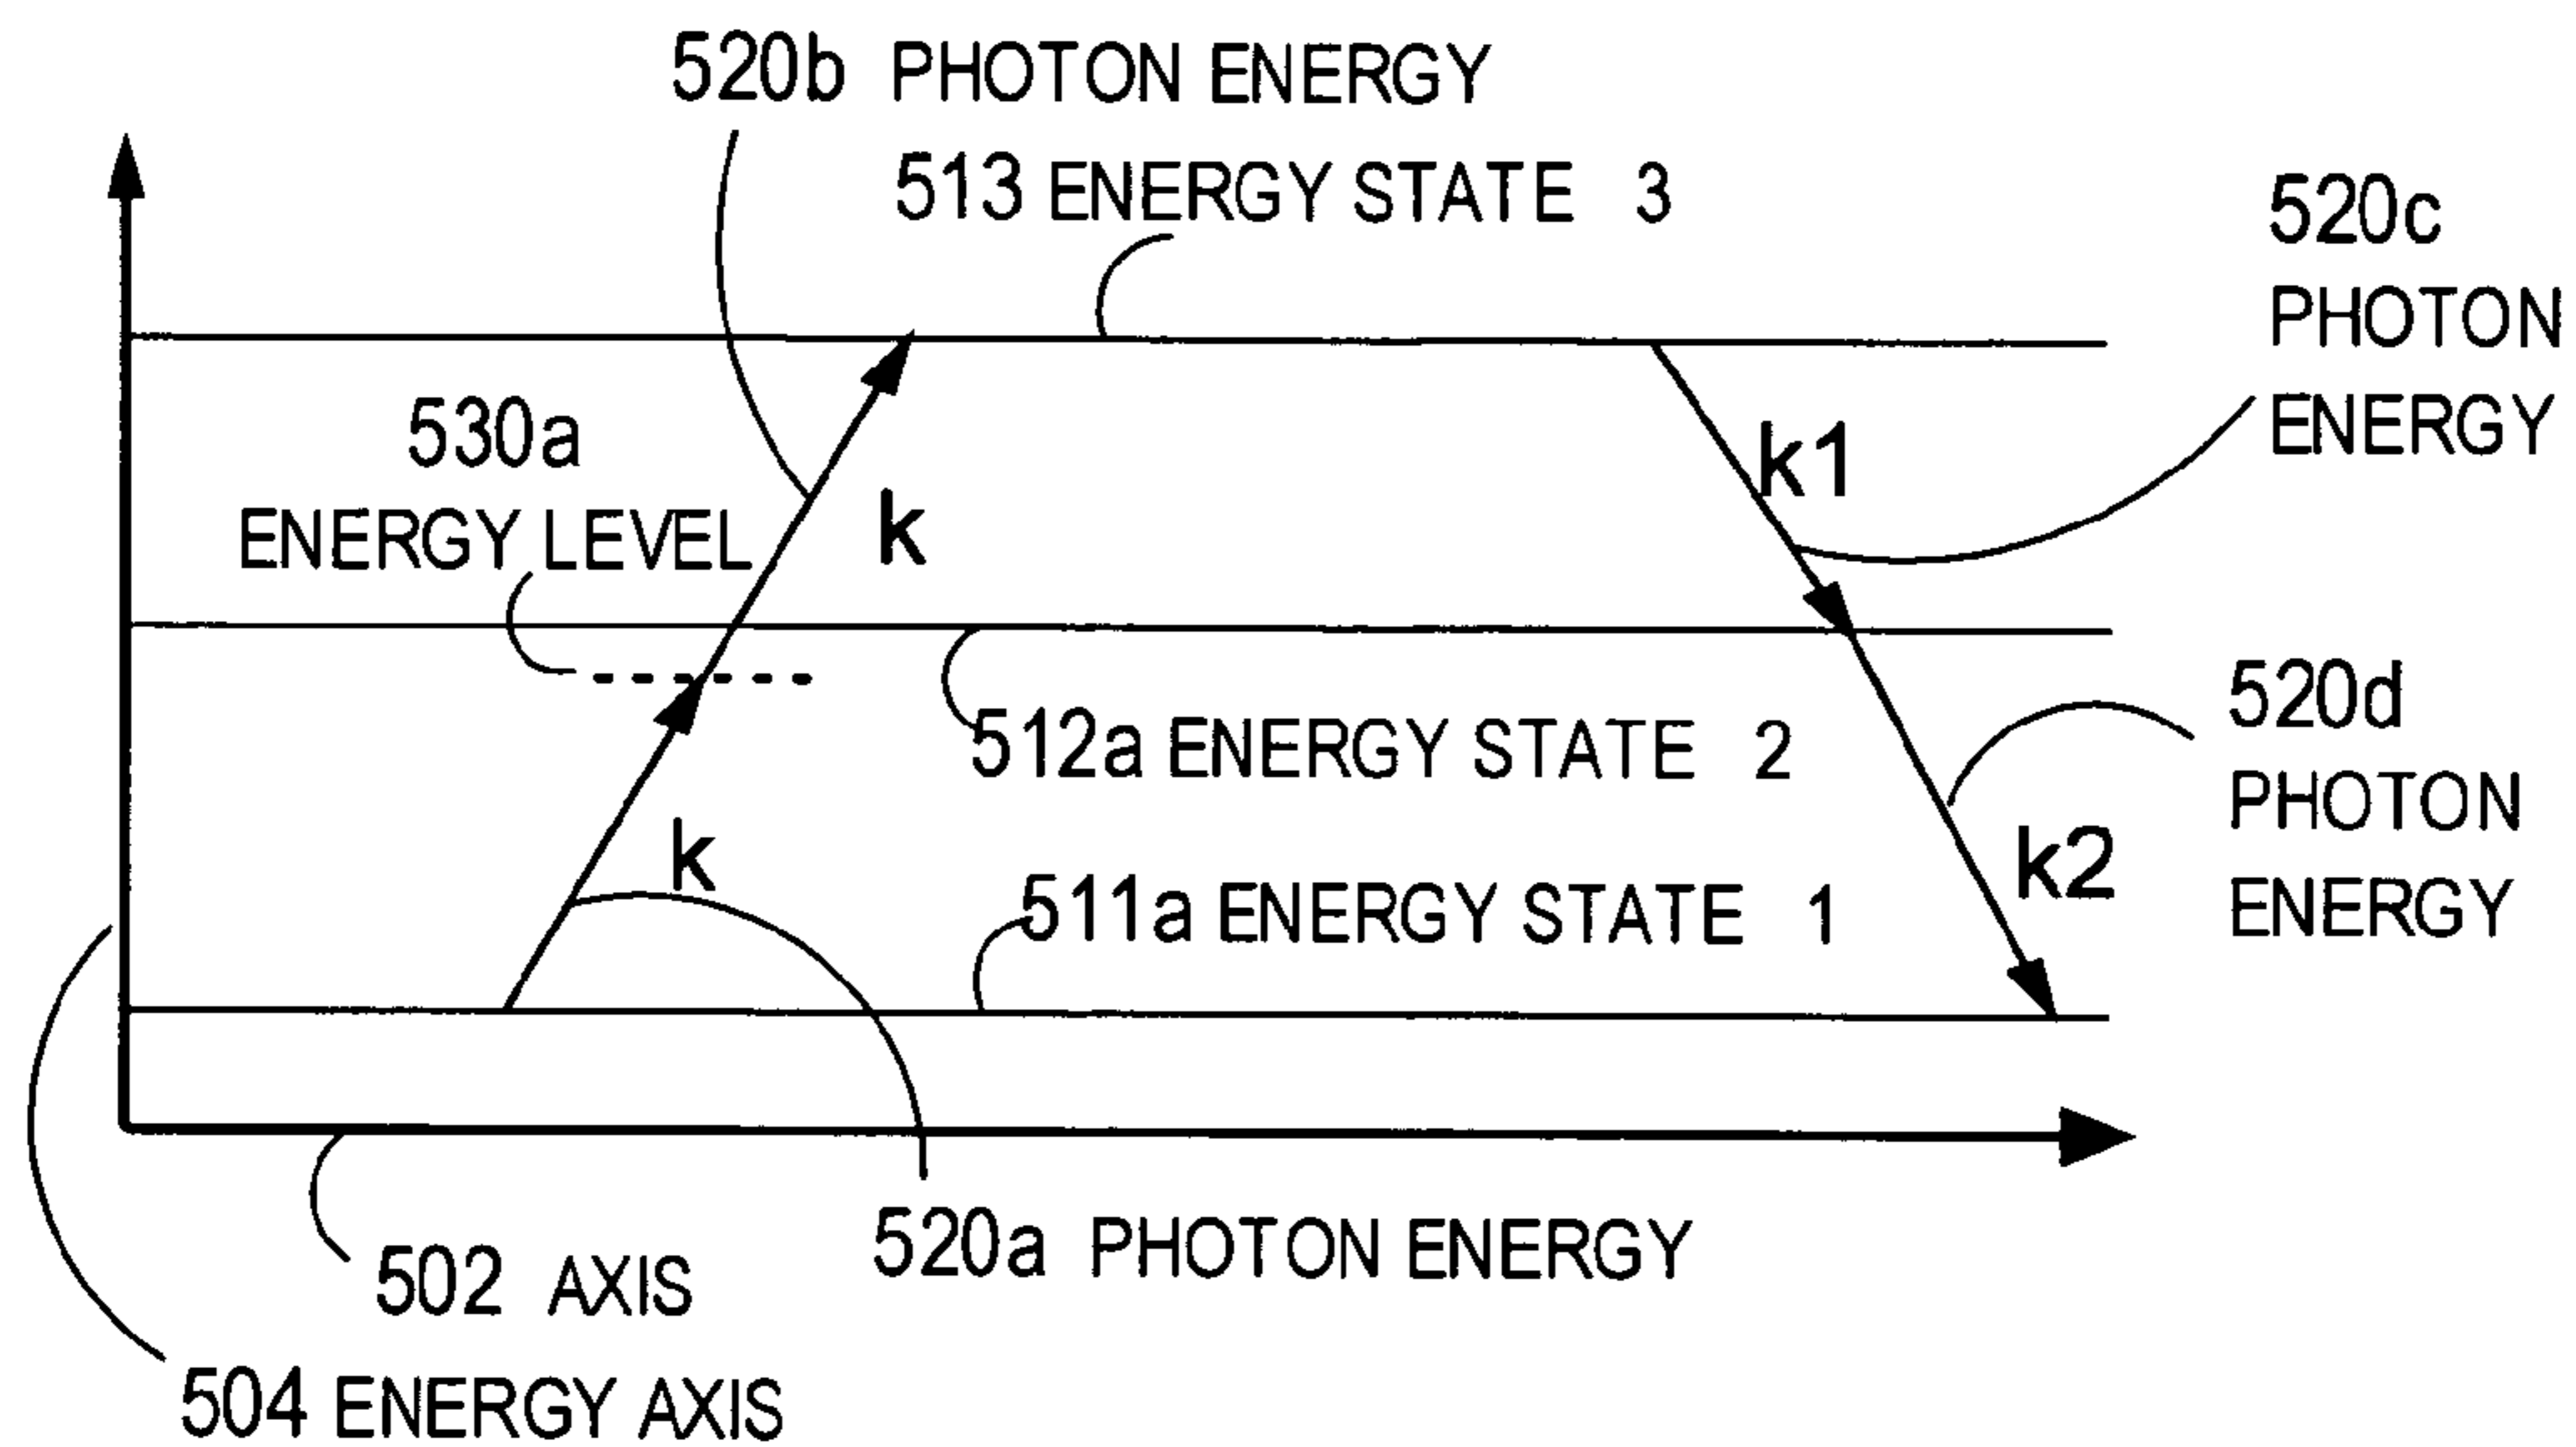 520b PHOTON ENERGY
513 ENERGY STATE 3
520c
PHOTON
ENERGY
530a
ENERGY LEVEL
k
k1
512a ENERGY STATE 2
520d
PHOTON
ENERGY
k
k2
511a ENERGY STATE 1
520a PHOTON ENERGY
502 AXIS
504 ENERGY AXIS